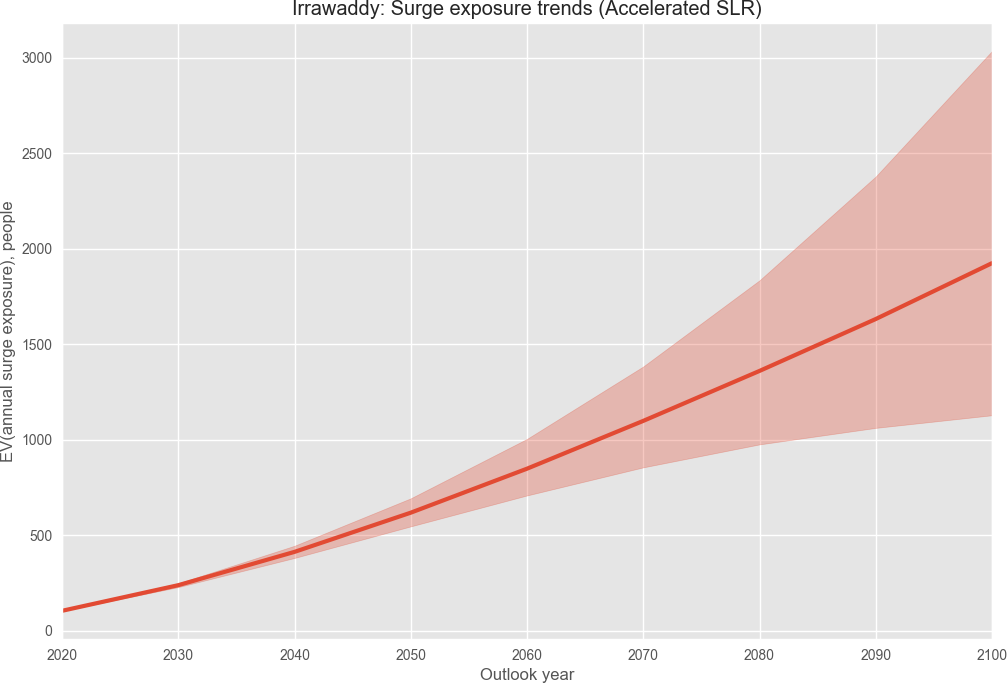 Irrawaddy: Surge exposure trends (Accelerated SLR)
EV(annual surge exposure), people
3000
2500
2000
1500
1000
500
0
2020 2030 2040 2050 2060 2070 2080 2090 2100
Outlook year